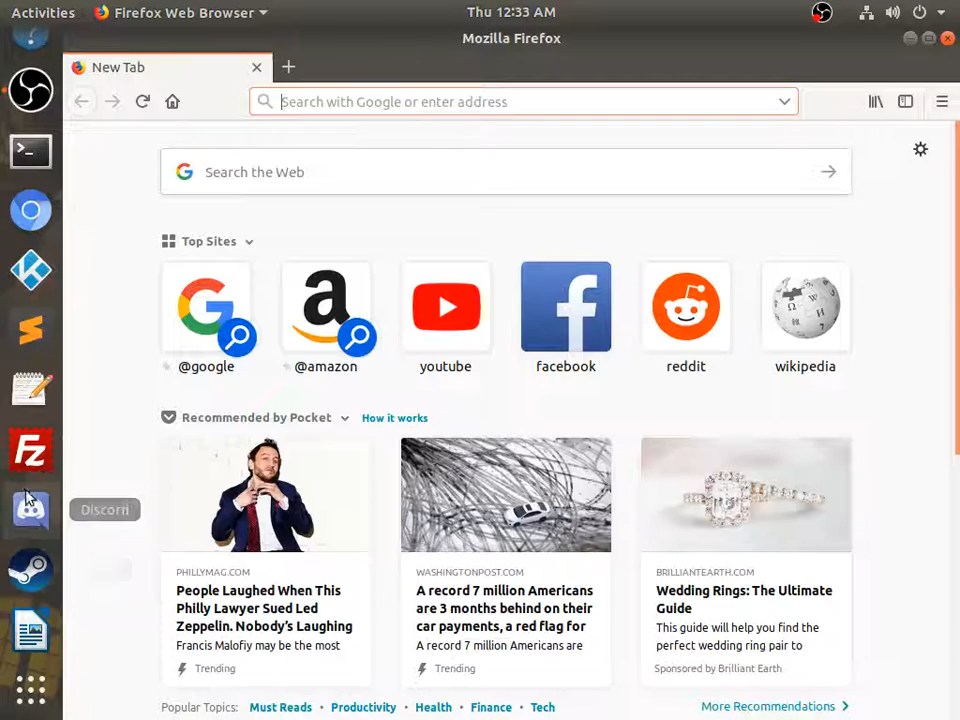 Activities
Firefox Web Browser
Thu 12:33 AM
Mozilla Firefox
New Tab
Search with Google or enter address
Search the Web
Top Sites
@google
@amazon
youtube
facebook
reddit
wikipedia
Recommended by Pocket
How it works
Discord
PHILLYMAG.COM
People Laughed When This
Philly Lawyer Sued Led
Zeppelin. Nobody's Laughing
Francis Malofiy may be the most
Trending
WASHINGTONPOST.COM
A record 7 million Americans
are 3 months behind on their
car payments, a red flag for
A record 7 million Americans are
Trending
BRILLIANTEARTH.COM
Wedding Rings: The Ultimate
Guide
This guide will help you find the
perfect wedding ring pair to
Sponsored by Brilliant Earth
Popular Topics: Must Reads • Productivity • Health • Finance • Tech
More Recommendations